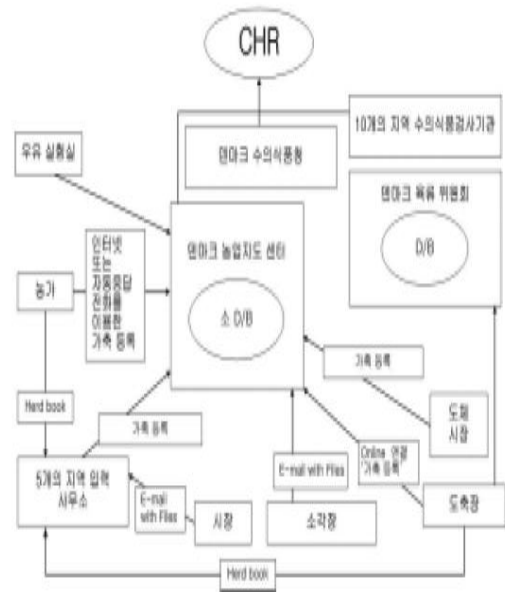 CHR
10개의 지역 수의식품검사기관
우유 실험실
덴마크 수의식품청
덴마크 육류 위원회
D/B
덴마크 농업지도 센터
소 D/B
인터넷
또는
자동응답
전화를
이용한
가축 등록
농가
가축 등록
Herd book
가축 등록
도체
시장
Online 연결
"가축 등록"
E-mail with Flies
5개의 지역 입력
사무소
E-mail
with Flies
시장
소각장
도축장
Herd book